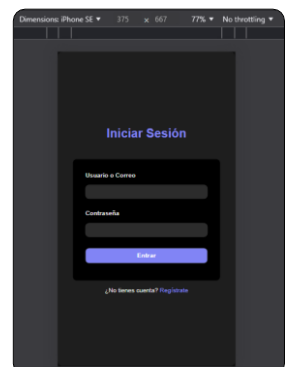 Dimensions: iPhone SE ▼ 375 x 667 77% ▼ No throttling ▼
Iniciar Sesión
Usuario o Correo
Contraseña
Entrar
¿No tienes cuenta? Regístrate